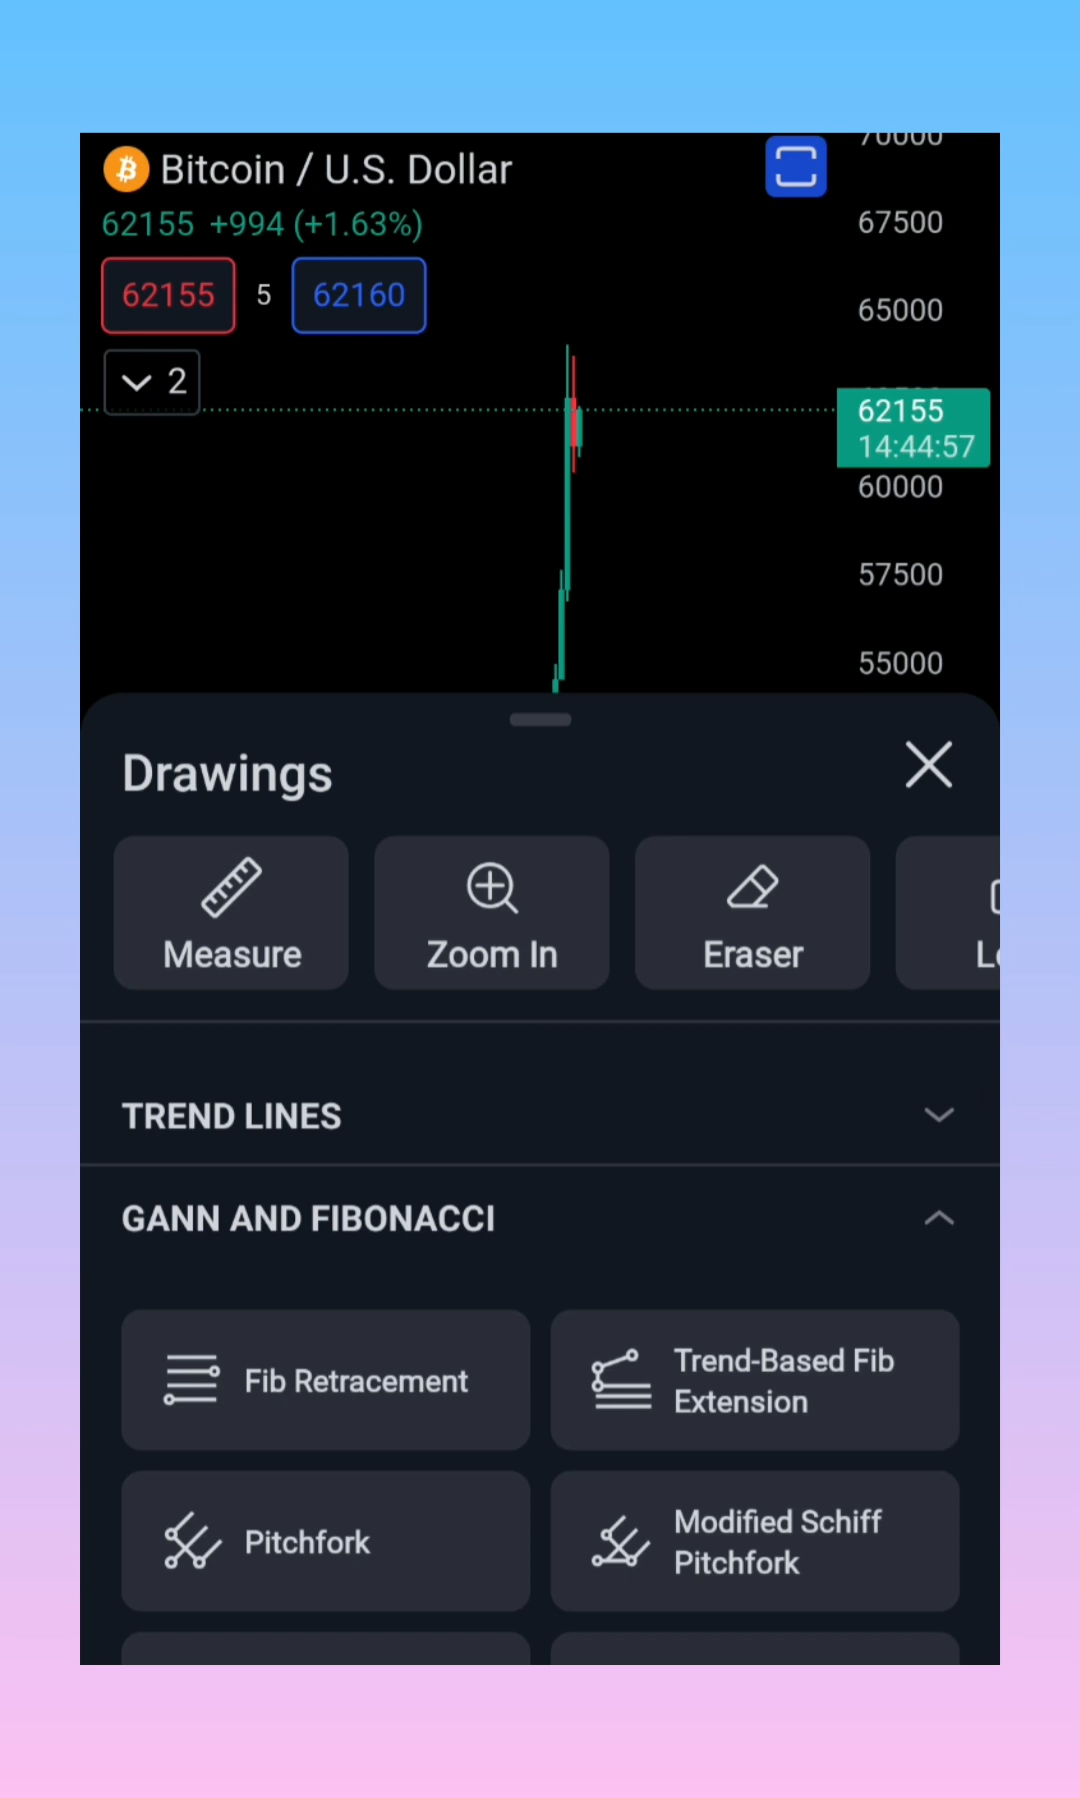 70000
Bitcoin / U.S. Dollar
67500
62155 +994 (+1.63%)
62155 5 62160
65000
2
62155
14:44:57
60000
57500
55000
Drawings
Measure
Zoom In
Eraser
TREND LINES
GANN AND FIBONACCI
Fib Retracement
Trend-Based Fib
Extension
Pitchfork
Modified Schiff
Pitchfork